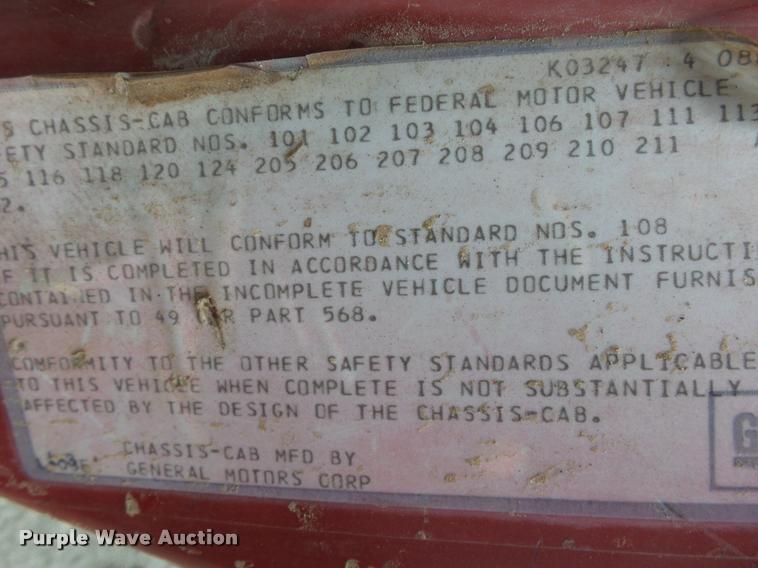 K03247 4 08
S CHASSIS-CAB CONFORMS TO FEDERAL MOTOR VEHICLE
ETY STANDARD NOS. 101 102 103 104 106 107 111 113
5 116 118 120 124 205 206 207 208 209 210 211
2.
HIS VEHICLE WILL CONFORM TO STANDARD NOS. 108
F IT IS COMPLETED IN ACCORDANCE WITH THE INSTRUCTI
CONTAINED IN THE INCOMPLETE VEHICLE DOCUMENT FURNIS
PURSUANT TO 49 CFR PART 568.
CONFORMITY TO THE OTHER SAFETY STANDARDS APPLICABLE
TO THIS VEHICLE WHEN COMPLETE IS NOT SUBSTANTIALLY
AFFECTED BY THE DESIGN OF THE CHASSIS-CAB.
CHASSIS-CAB MFD BY
GENERAL MOTORS CORP
G
Purple Wave Auction